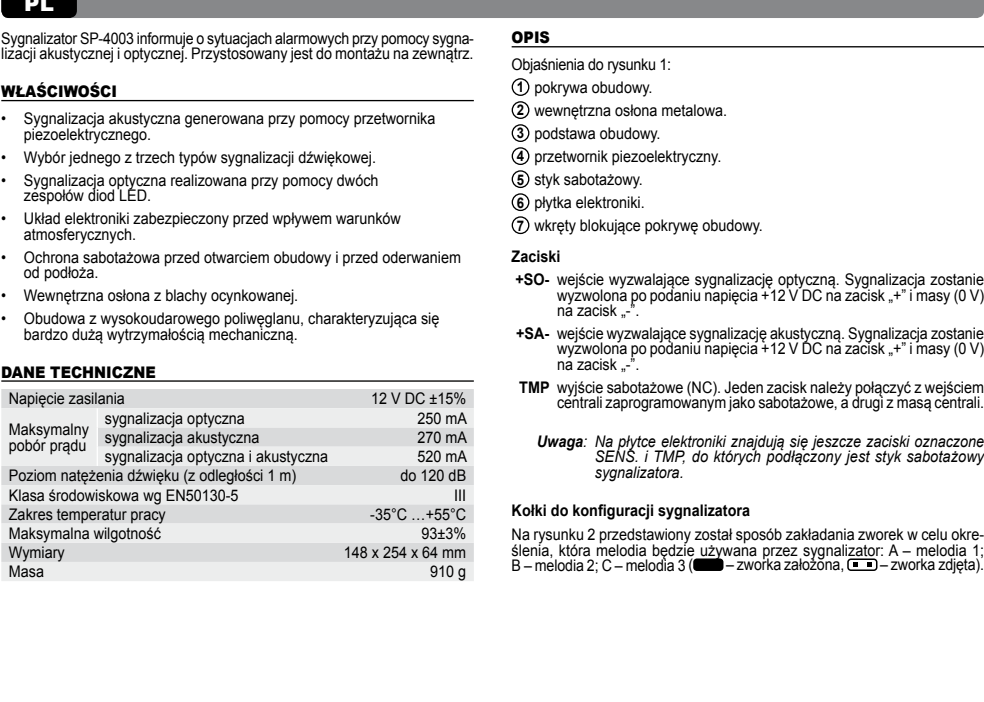 PL
Sygnalizator SP-4003 informuje o sytuacjach alarmowych przy pomocy sygna-
lizacji akustycznej i optycznej. Przystosowany jest do montażu na zewnątrz.
WŁAŚCIWOŚCI
• Sygnalizacja akustyczna generowana przy pomocy przetwornika
piezoelektrycznego.
• Wybór jednego z trzech typów sygnalizacji dźwiękowej.
• Sygnalizacja optyczna realizowana przy pomocy dwóch
zespołów diod LED.
• Układ elektroniki zabezpieczony przed wpływem warunków
atmosferycznych.
• Ochrona sabotażowa przed otwarciem obudowy i przed oderwaniem
od podłoża.
• Wewnętrzna osłona z blachy ocynkowanej.
• Obudowa z wysokoudarowego poliwęglanu, charakteryzująca się
bardzo dużą wytrzymałością mechaniczną.
DANE TECHNICZNE
Napięcie zasilania 12 V DC ±15%
Maksymalny
pobór prądu
sygnalizacja optyczna 250 mA
sygnalizacja akustyczna 270 mA
sygnalizacja optyczna i akustyczna 520 mA
Poziom natężenia dźwięku (z odległości 1 m) do 120 dB
Klasa środowiskowa wg EN50130-5 III
Zakres temperatur pracy -35°C …+55°C
Maksymalna wilgotność 93±3%
Wymiary 148 x 254 x 64 mm
Masa 910 g
OPIS
Objaśnienia do rysunku 1:
① pokrywa obudowy.
② wewnętrzna osłona metalowa.
③ podstawa obudowy.
④ przetwornik piezoelektryczny.
⑤ styk sabotażowy.
⑥ płytka elektroniki.
⑦ wkręty blokujące pokrywę obudowy.
Zaciski
+SO- wejście wyzwalające sygnalizację optyczną. Sygnalizacja zostanie
wyzwolona po podaniu napięcia +12 V DC na zacisk „+” i masy (0 V)
na zacisk „-”.
+SA- wejście wyzwalające sygnalizację akustyczną. Sygnalizacja zostanie
wyzwolona po podaniu napięcia +12 V DC na zacisk „+” i masy (0 V)
na zacisk „-”.
TMP wyjście sabotażowe (NC). Jeden zacisk należy połączyć z wejściem
centrali zaprogramowanym jako sabotażowe, a drugi z masą centrali.
Uwaga: Na płytce elektroniki znajdują się jeszcze zaciski oznaczone
SENS. i TMP, do których podłączony jest styk sabotażowy
sygnalizatora.
Kołki do konfiguracji sygnalizatora
Na rysunku 2 przedstawiony został sposób zakładania zworek w celu okre-
ślenia, która melodia będzie używana przez sygnalizator: A – melodia 1;
B – melodia 2; C – melodia 3 ( – zworka założona, – zworka zdjęta).